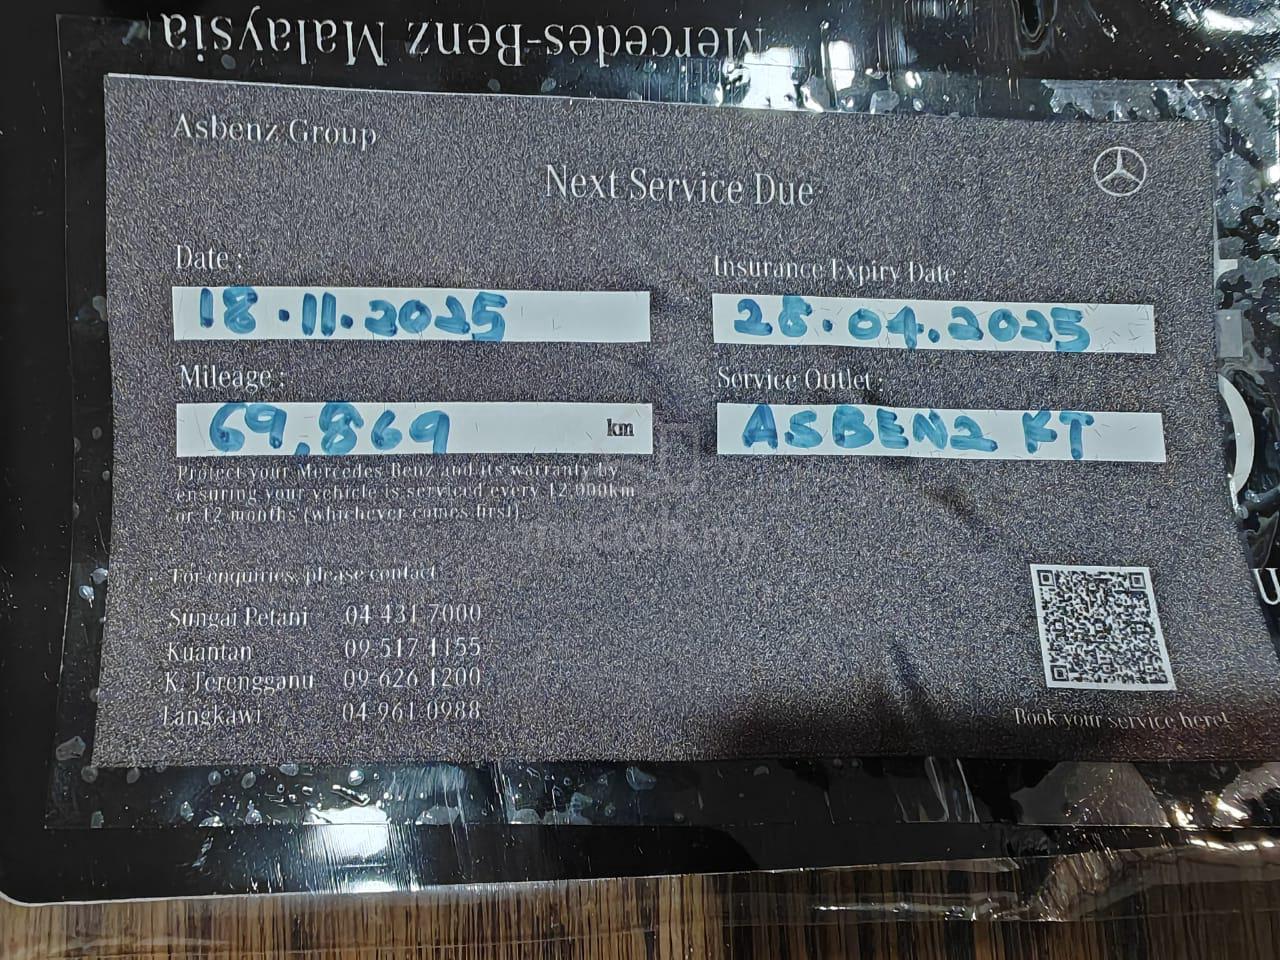 Mercedes-Benz Malaysia
Asbenz Group
Next Service Due
Date :
18.11.2025
Insurance Expiry Date :
28.04.2025
Mileage :
69,869 km
Service Outlet :
ASBENZ KT
Protect your Mercedes-Benz and its warranty by
ensuring your vehicle is serviced every 12,000km
or 12 months (whichever comes first).
For enquiries, please contact
Sungai Petani 04 431 7000
Kuantan 09 517 1155
K. Terengganu 09 626 1200
Langkawi 04 961 0988
Book your service here!